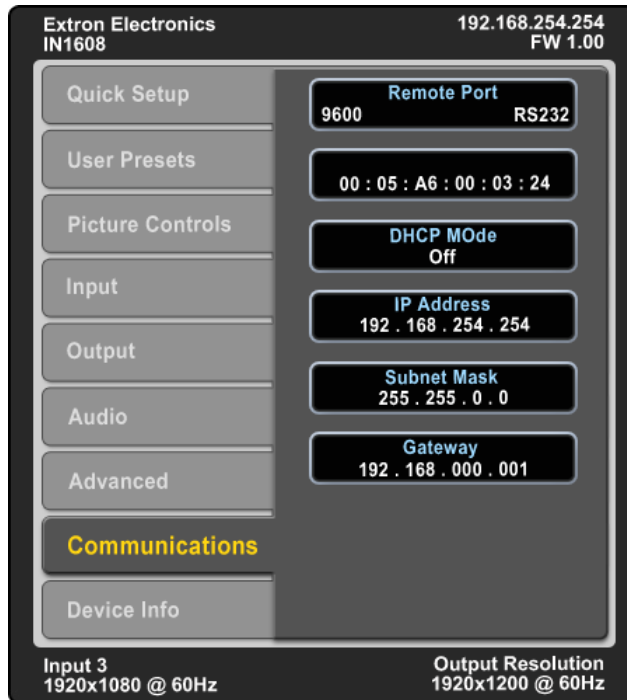 Extron Electronics
IN1608
192.168.254.254
FW 1.00
Quick Setup
User Presets
Picture Controls
Input
Output
Audio
Advanced
Communications
Device Info
Remote Port
9600 RS232
00 : 05 : A6 : 00 : 03 : 24
DHCP MOde
Off
IP Address
192 . 168 . 254 . 254
Subnet Mask
255 . 255 . 0 . 0
Gateway
192 . 168 . 000 . 001
Input 3
1920x1080 @ 60Hz
Output Resolution
1920x1200 @ 60Hz